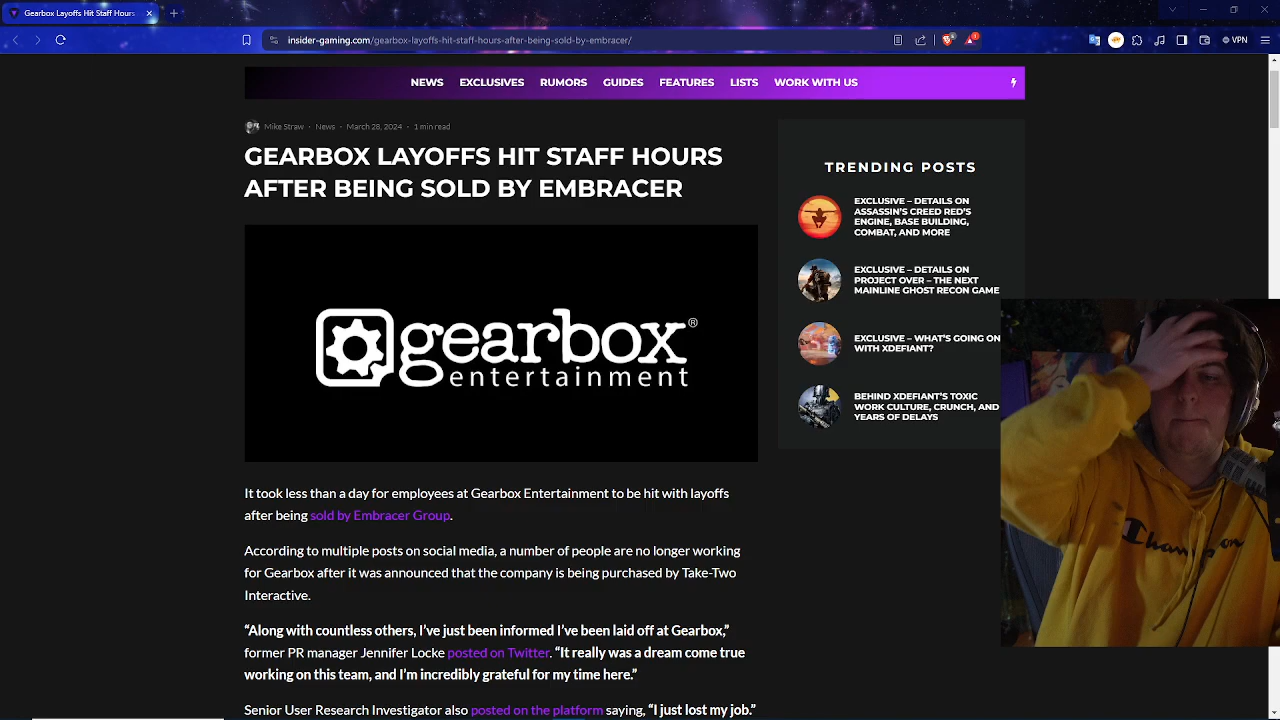 Gearbox Layoffs Hit Staff Hours
insider-gaming.com/gearbox-layoffs-hit-staff-hours-after-being-sold-by-embracer/
VPN
NEWS EXCLUSIVES RUMORS GUIDES FEATURES LISTS WORK WITH US
Mike Straw · News · March 28, 2024 · 1 min read
GEARBOX LAYOFFS HIT STAFF HOURS
AFTER BEING SOLD BY EMBRACER
gearbox®
entertainment
It took less than a day for employees at Gearbox Entertainment to be hit with layoffs
after being sold by Embracer Group.
According to multiple posts on social media, a number of people are no longer working
for Gearbox after it was announced that the company is being purchased by Take-Two
Interactive.
“Along with countless others, I’ve just been informed I’ve been laid off at Gearbox,”
former PR manager Jennifer Locke posted on Twitter. “It really was a dream come true
working on this team, and I’m incredibly grateful for my time here.”
Senior User Research Investigator also posted on the platform saying, “I just lost my job.”
TRENDING POSTS
EXCLUSIVE – DETAILS ON
ASSASSIN’S CREED RED’S
ENGINE, BASE BUILDING,
COMBAT, AND MORE
EXCLUSIVE – DETAILS ON
PROJECT OVER – THE NEXT
MAINLINE GHOST RECON GAME
EXCLUSIVE – WHAT’S GOING ON
WITH XDEFIANT?
BEHIND XDEFIANT’S TOXIC
WORK CULTURE, CRUNCH, AND
YEARS OF DELAYS
Champion